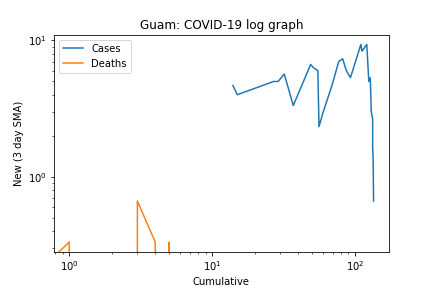 Guam: COVID-19 log graph
Cases
Deaths
New (3 day SMA)
10¹
10⁰
10⁰ 10¹ 10²
Cumulative